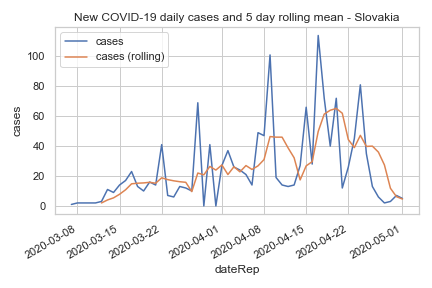 New COVID-19 daily cases and 5 day rolling mean - Slovakia
cases
cases (rolling)
100
80
60
40
20
0
cases
2020-03-08
2020-03-15
2020-03-22
2020-04-01
2020-04-08
2020-04-15
2020-04-22
2020-05-01
dateRep